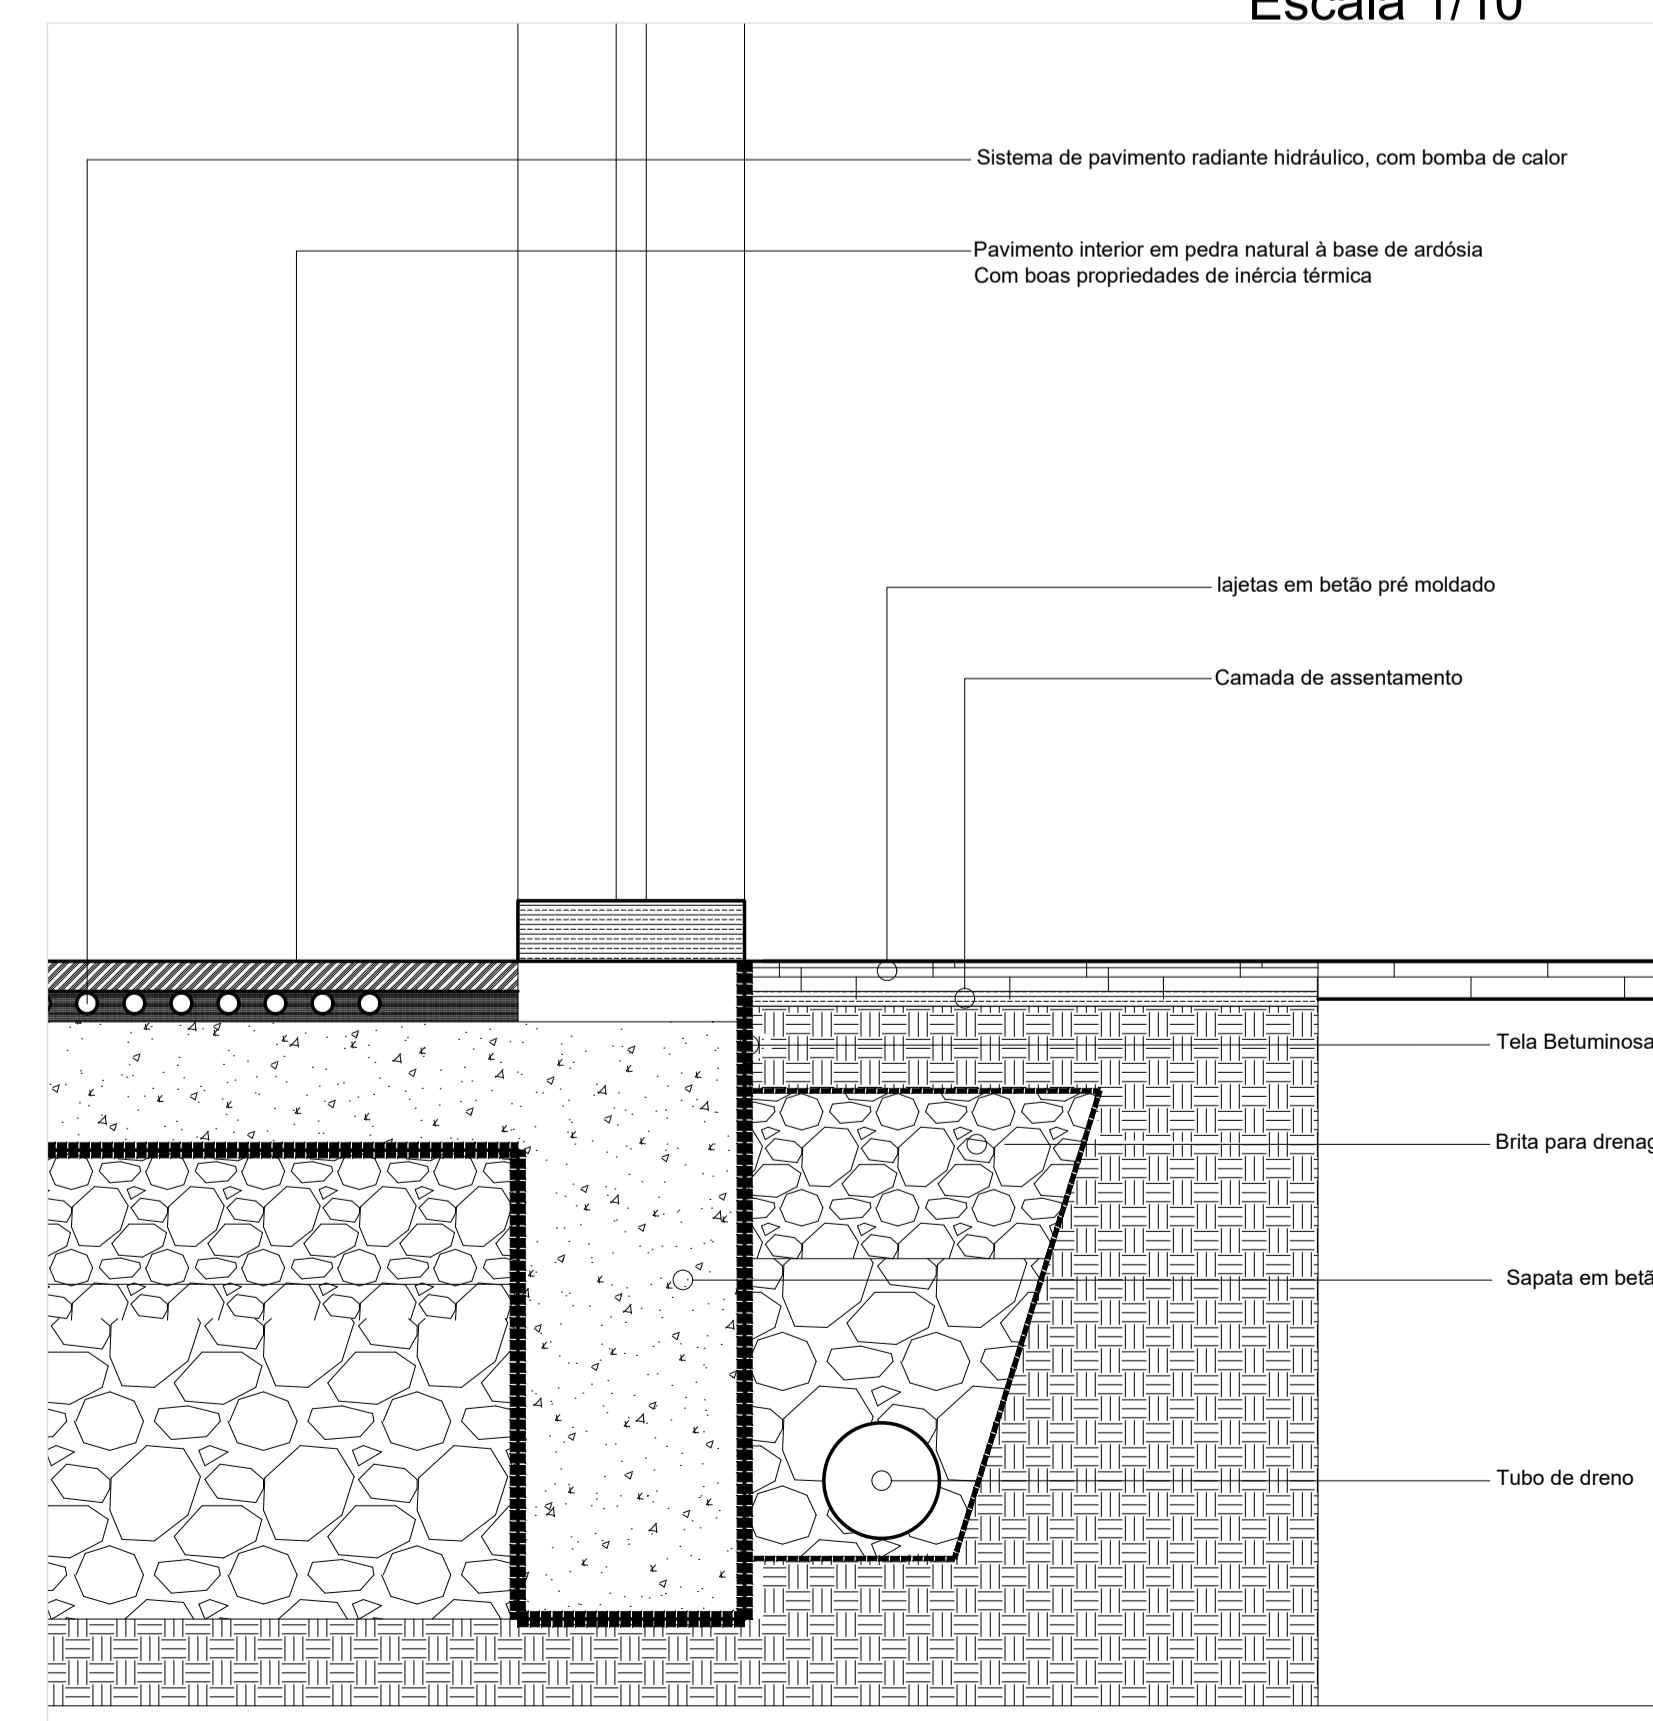 Escala 1/10
Sistema de pavimento radiante hidráulico, com bomba de calor
Pavimento interior em pedra natural à base de ardósia
Com boas propriedades de inércia térmica
lajetas em betão pré moldado
Camada de assentamento
Tela Betuminosa
Brita para drenag
Sapata em betã
Tubo de dreno